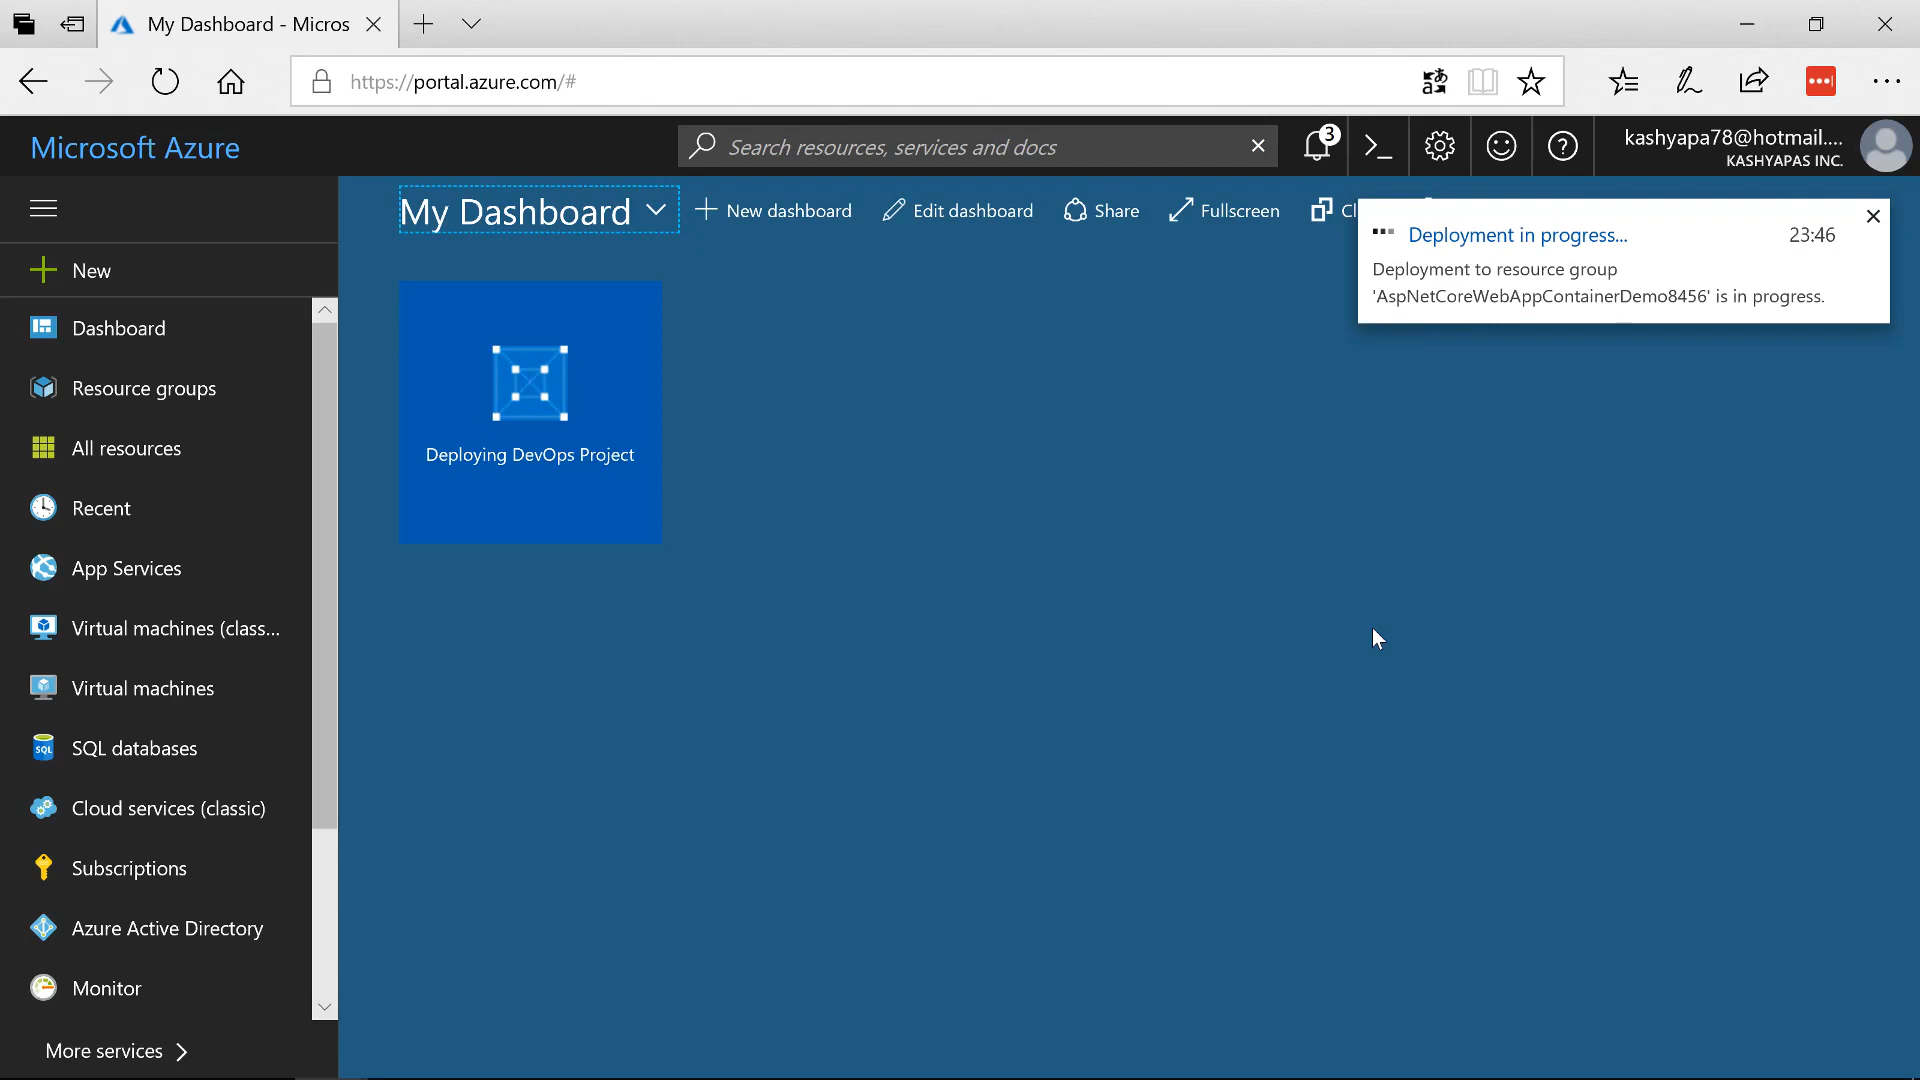 My Dashboard - Micros
https://portal.azure.com/#
Microsoft Azure
Search resources, services and docs
3
kashyapa78@hotmail....
KASHYAPAS INC.
My Dashboard
New dashboard
Edit dashboard
Share
Fullscreen
Cl
Deployment in progress...
23:46
Deployment to resource group
'AspNetCoreWebAppContainerDemo8456' is in progress.
Deploying DevOps Project
New
Dashboard
Resource groups
All resources
Recent
App Services
Virtual machines (class...
Virtual machines
SQL
SQL databases
Cloud services (classic)
Subscriptions
Azure Active Directory
Monitor
More services